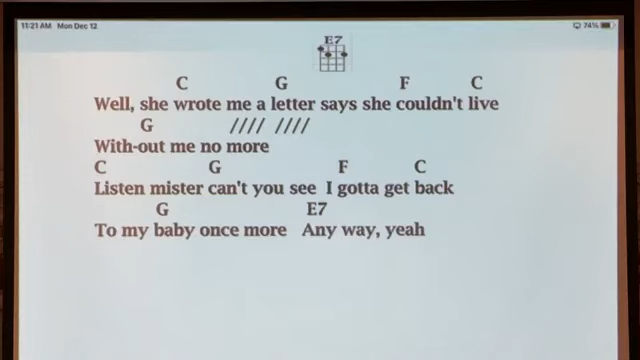 11:21 AM Mon Dec 12
74%
E7
C G F C
Well, she wrote me a letter says she couldn't live
G //// ////
With-out me no more
C G F C
Listen mister can't you see I gotta get back
G E7
To my baby once more Any way, yeah